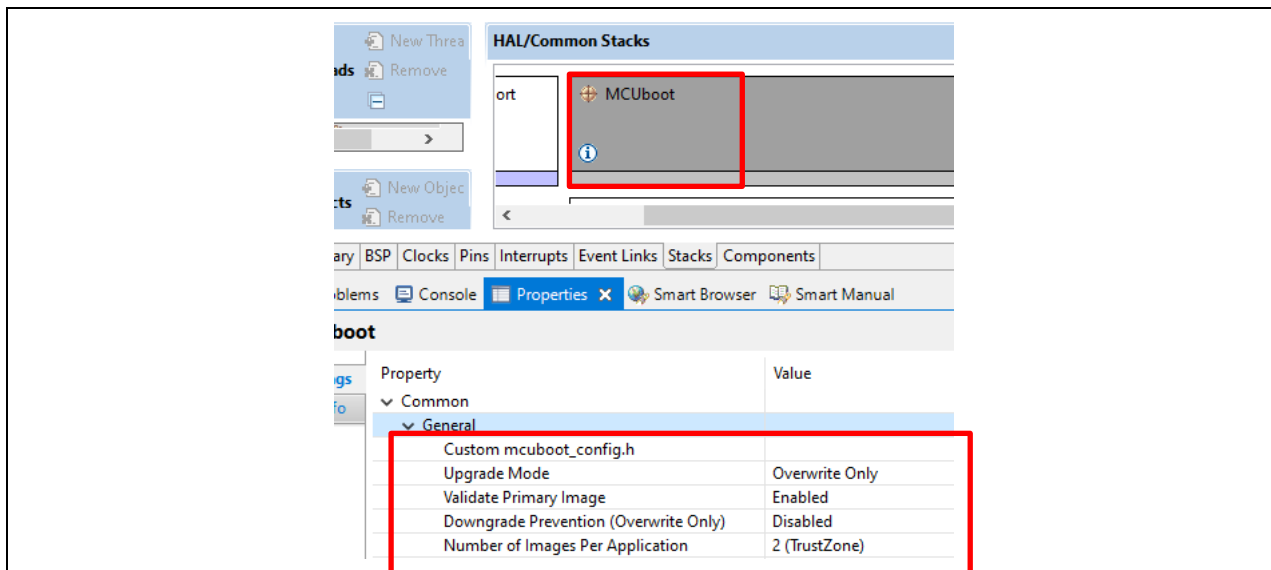 New Threa
HAL/Common Stacks
ads
Remove
ort
MCUboot
New Objec
cts
Remove
ary BSP Clocks Pins Interrupts Event Links Stacks Components
oblems Console Properties Smart Browser Smart Manual
boot
Property Value
ngs
Common
fo
General
Custom mcuboot_config.h
Upgrade Mode Overwrite Only
Validate Primary Image Enabled
Downgrade Prevention (Overwrite Only) Disabled
Number of Images Per Application 2 (TrustZone)